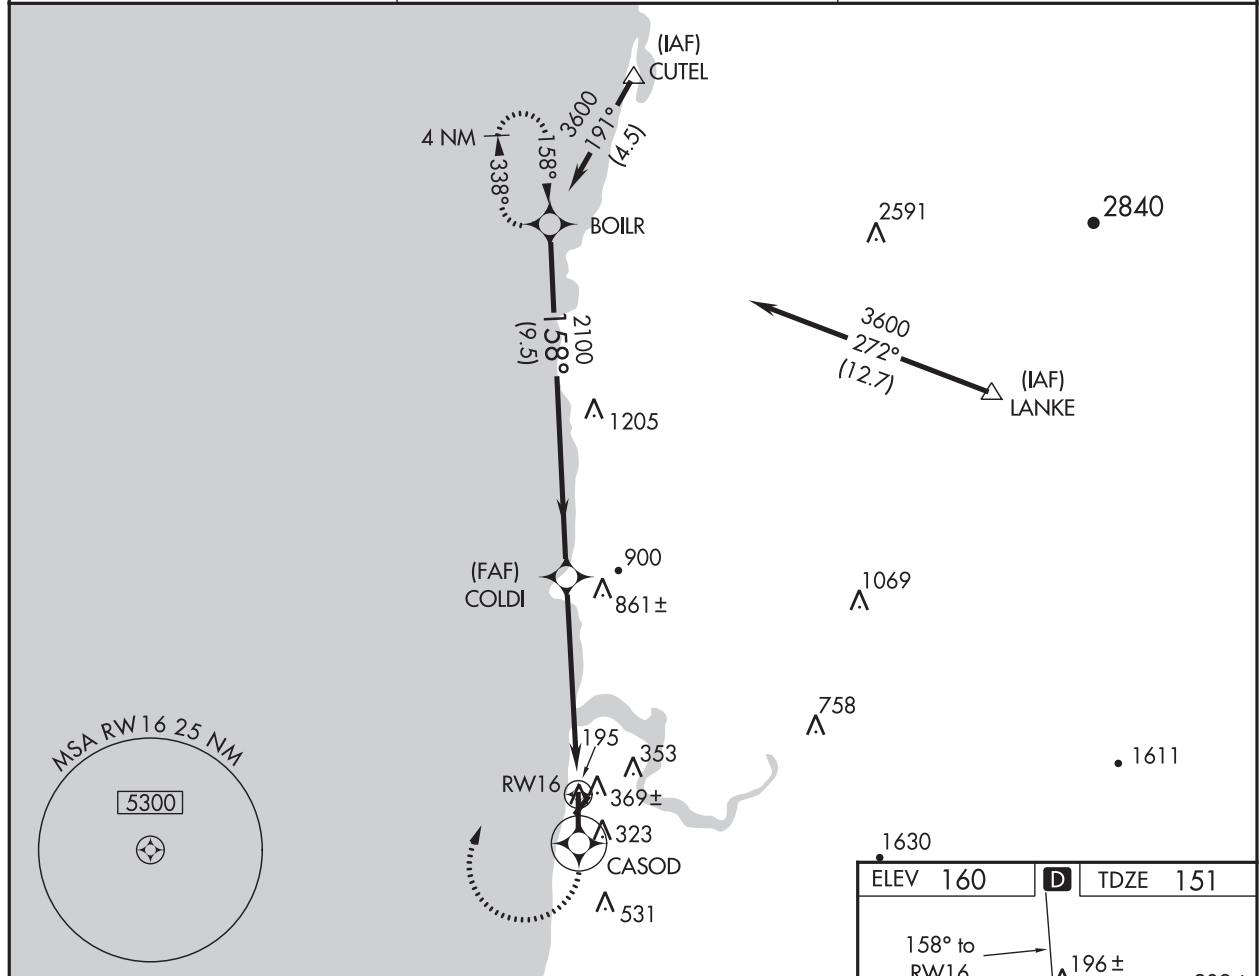 (IAF)
CUTEL
3600
191°
(4.5)
4 NM
158°
338°
BOILR
2591
2840
2100
158°
(9.5)
3600
272°
(12.7)
(IAF)
LANKE
1205
(FAF)
COLDI
900
861±
1069
758
MSA RW16 25 NM
5300
195
353
1611
RW16
369±
323
CASOD
1630
531
ELEV 160
D
TDZE 151
158° to
RW16
196±